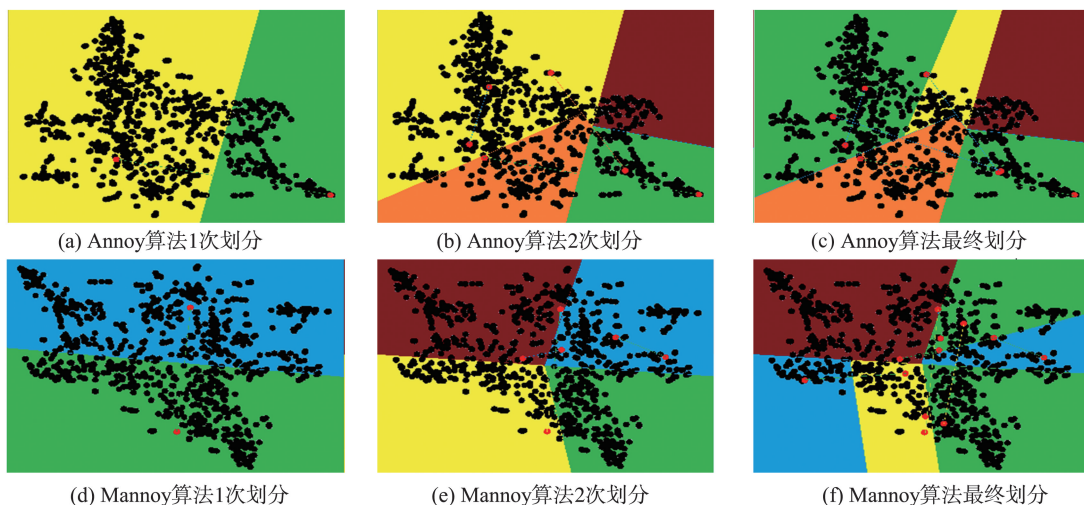 (a) Annoy算法1次划分
(b) Annoy算法2次划分
(c) Annoy算法最终划分
(d) Mannoy算法1次划分
(e) Mannoy算法2次划分
(f) Mannoy算法最终划分